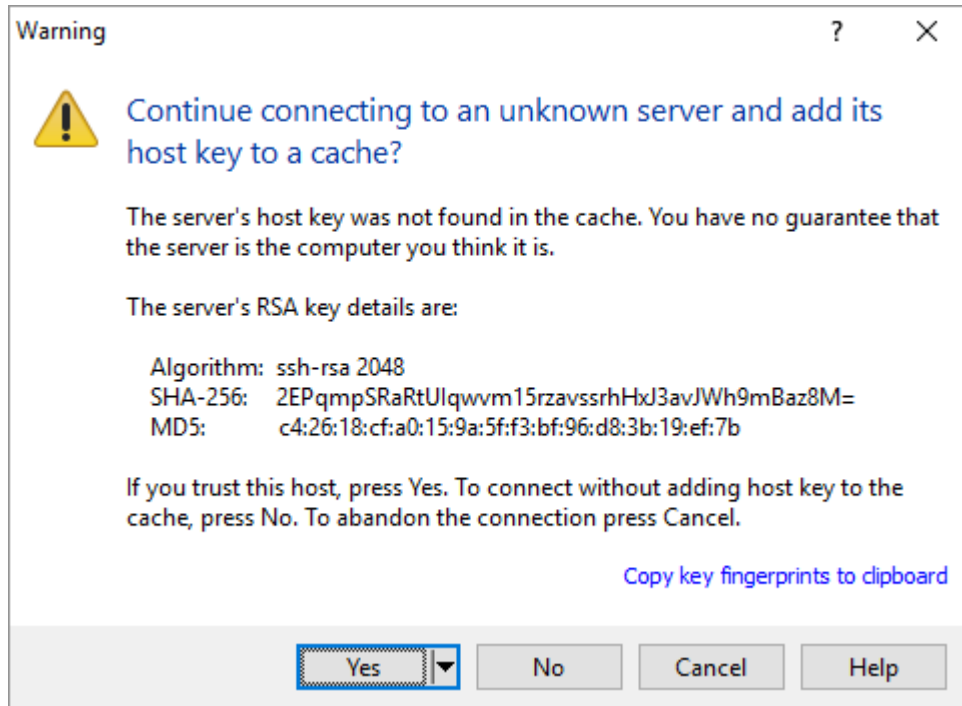 Warning
?
Continue connecting to an unknown server and add its
host key to a cache?
The server's host key was not found in the cache. You have no guarantee that
the server is the computer you think it is.
The server's RSA key details are:
Algorithm: ssh-rsa 2048
SHA-256: 2EPqmpSRaRtUIqwvm15rzavssrhHxJ3avJWh9mBaz8M=
MD5: c4:26:18:cf:a0:15:9a:5f:f3:bf:96:d8:3b:19:ef:7b
If you trust this host, press Yes. To connect without adding host key to the
cache, press No. To abandon the connection press Cancel.
Copy key fingerprints to clipboard
Yes
No
Cancel
Help